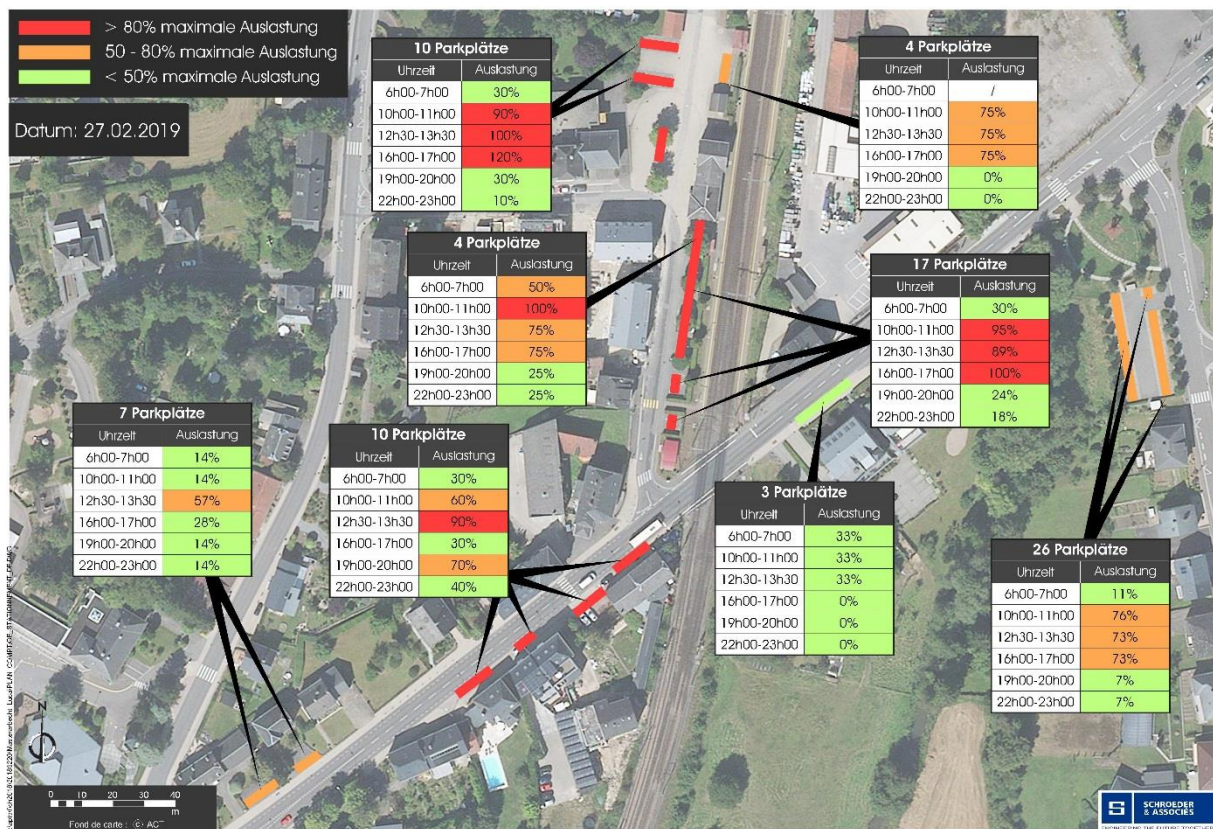 > 80% maximale Auslastung
50 - 80% maximale Auslastung
< 50% maximale Auslastung
Datum: 27.02.2019
10 Parkplätze
Uhrzeit Auslastung
6h00-7h00 30%
10h00-11h00 90%
12h30-13h30 100%
16h00-17h00 120%
19h00-20h00 30%
22h00-23h00 10%
4 Parkplätze
Uhrzeit Auslastung
6h00-7h00 /
10h00-11h00 75%
12h30-13h30 75%
16h00-17h00 75%
19h00-20h00 0%
22h00-23h00 0%
4 Parkplätze
Uhrzeit Auslastung
6h00-7h00 50%
10h00-11h00 100%
12h30-13h30 75%
16h00-17h00 75%
19h00-20h00 25%
22h00-23h00 25%
17 Parkplätze
Uhrzeit Auslastung
6h00-7h00 30%
10h00-11h00 95%
12h30-13h30 89%
16h00-17h00 100%
19h00-20h00 24%
22h00-23h00 18%
7 Parkplätze
Uhrzeit Auslastung
6h00-7h00 14%
10h00-11h00 14%
12h30-13h30 57%
16h00-17h00 28%
19h00-20h00 14%
22h00-23h00 14%
10 Parkplätze
Uhrzeit Auslastung
6h00-7h00 30%
10h00-11h00 60%
12h30-13h30 90%
16h00-17h00 30%
19h00-20h00 70%
22h00-23h00 40%
3 Parkplätze
Uhrzeit Auslastung
6h00-7h00 33%
10h00-11h00 33%
12h30-13h30 33%
16h00-17h00 0%
19h00-20h00 0%
22h00-23h00 0%
26 Parkplätze
Uhrzeit Auslastung
6h00-7h00 11%
10h00-11h00 76%
12h30-13h30 73%
16h00-17h00 73%
19h00-20h00 7%
22h00-23h00 7%
N
0 10 20 30 40
m
Fond de carte : © ACT
S SCHROEDER
& ASSOCIÉS
ENGINEERING THE FUTURE TOGETHER